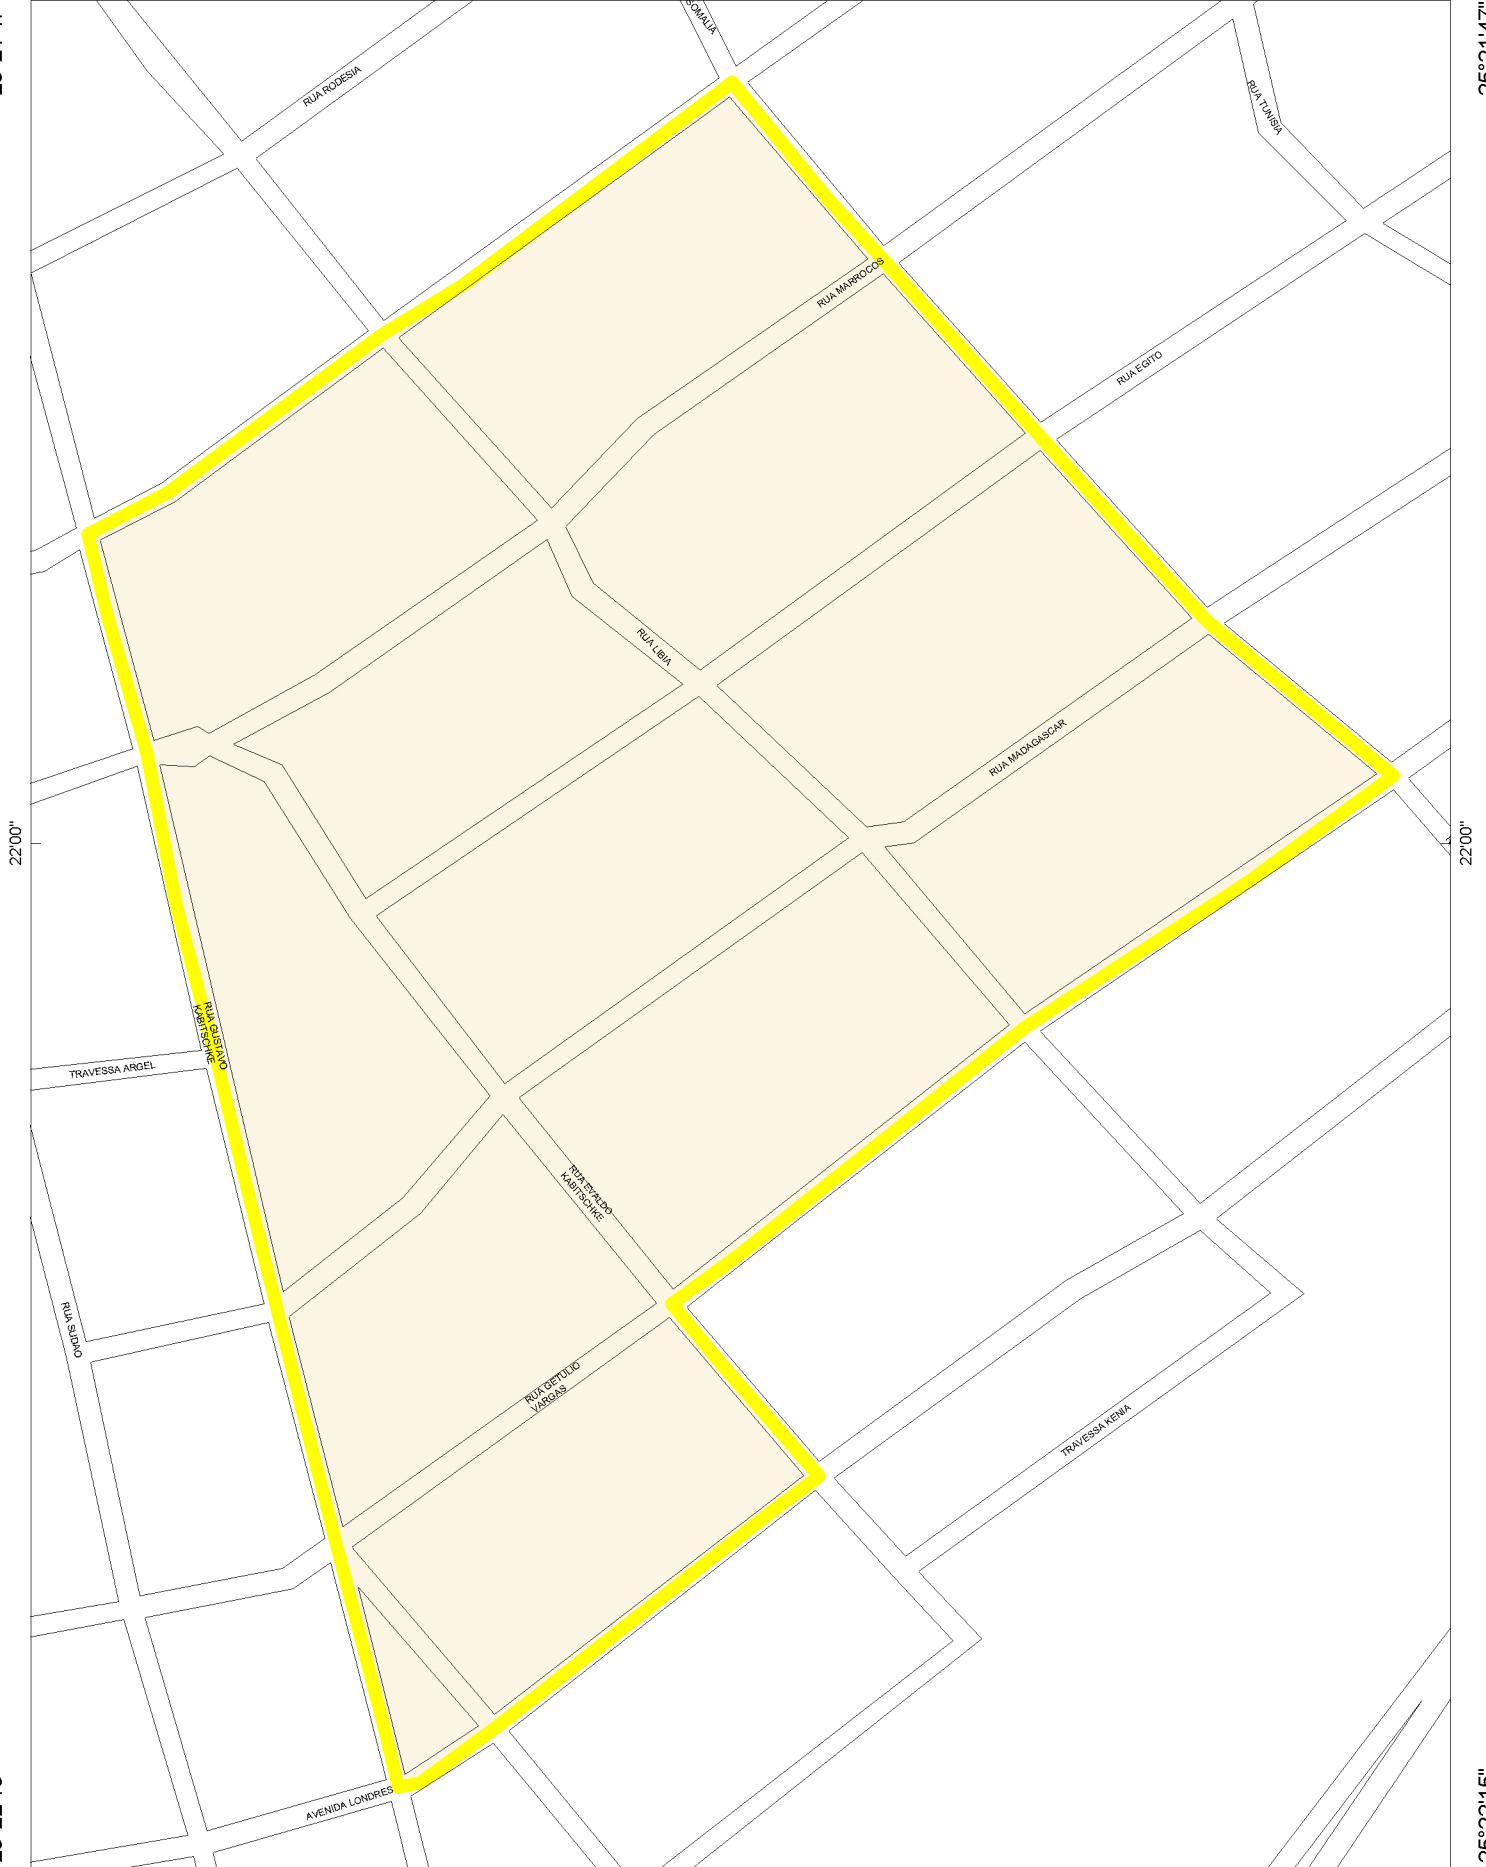 SOMALIA
RUA RODESIA
RUA TUNISIA
RUA MARROCOS
RUA EGITO
RUA LIBIA
RUA MADAGASCAR
22'00"
22'00"
RUA GUSTAVO
KABITSCHKE
TRAVESSA ARGEL
RUA EVALDO
KABITSCHKE
RUA SUDAO
RUA GETULIO
VARGAS
TRAVESSA KENIA
AVENIDA LONDRES